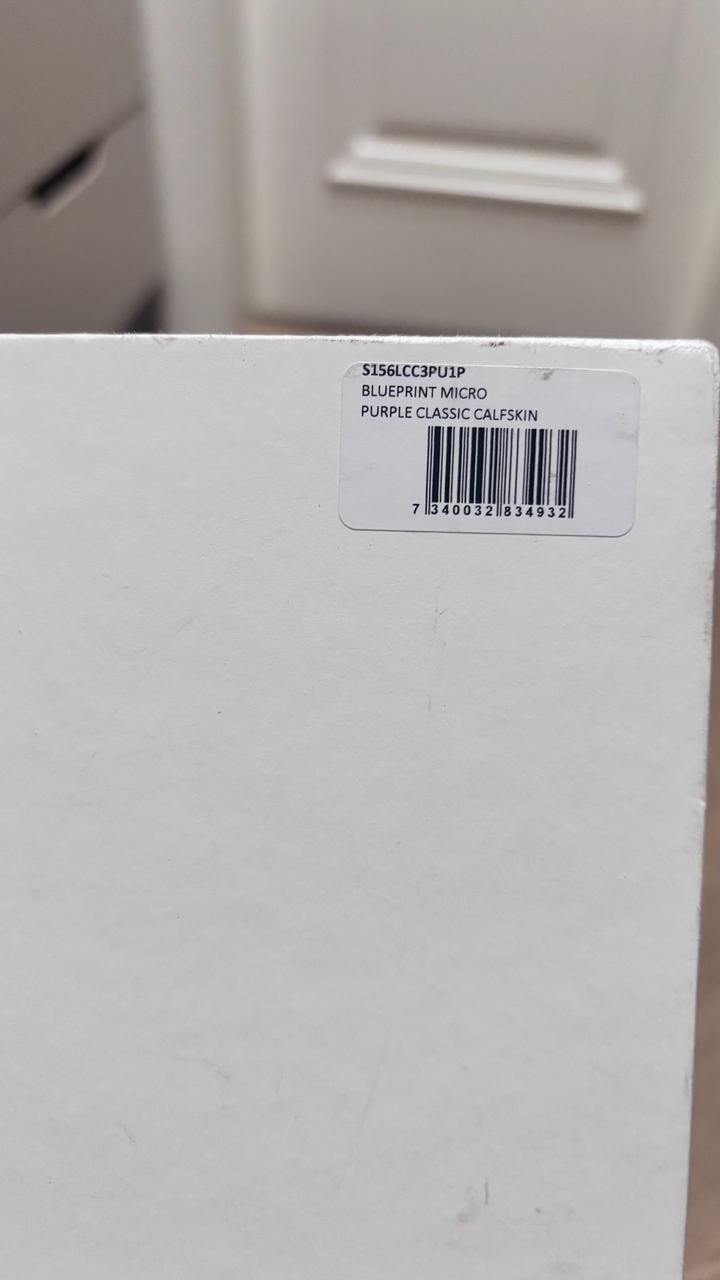 S156LCC3PU1P
BLUEPRINT MICRO
PURPLE CLASSIC CALFSKIN
7 340032 834932